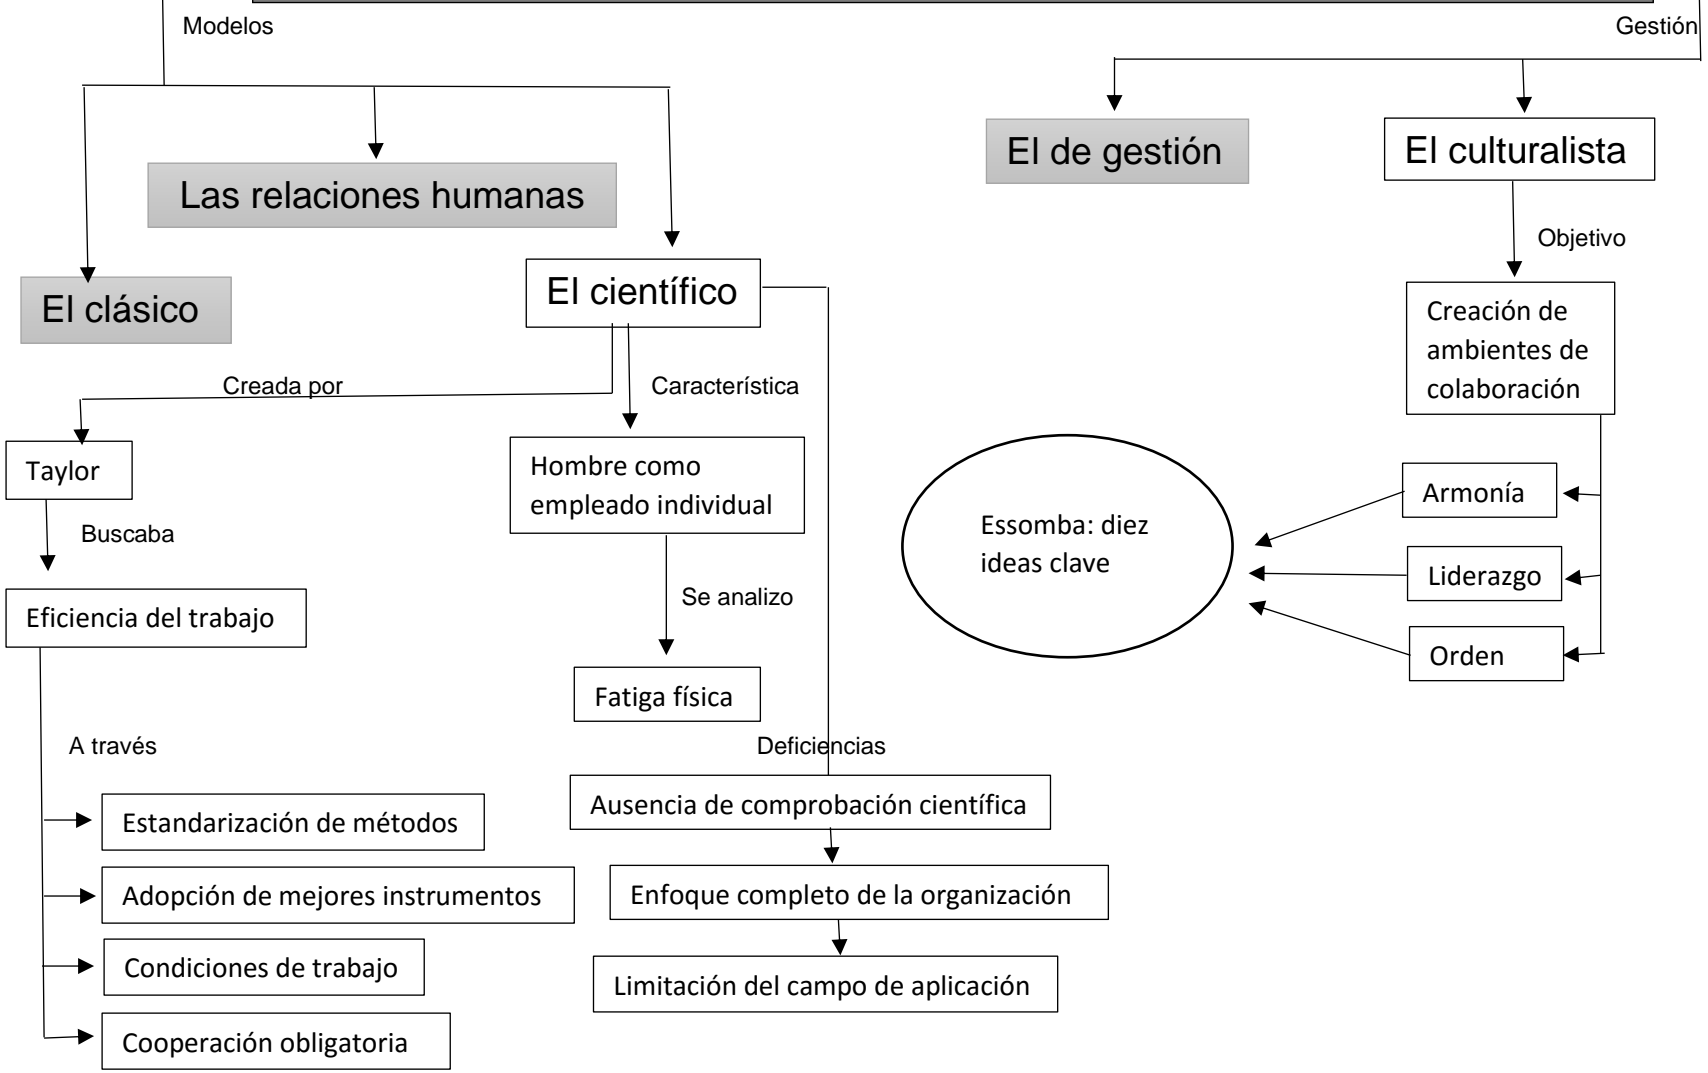 Modelos
Gestión
El de gestión
El culturalista
Las relaciones humanas
Objetivo
El científico
El clásico
Creación de
ambientes de
colaboración
Creada por
Característica
Taylor
Hombre como
empleado individual
Armonía
Essomba: diez
ideas clave
Buscaba
Liderazgo
Se analizo
Eficiencia del trabajo
Orden
Fatiga física
A través
Deficiencias
Ausencia de comprobación científica
Estandarización de métodos
Enfoque completo de la organización
Adopción de mejores instrumentos
Condiciones de trabajo
Limitación del campo de aplicación
Cooperación obligatoria